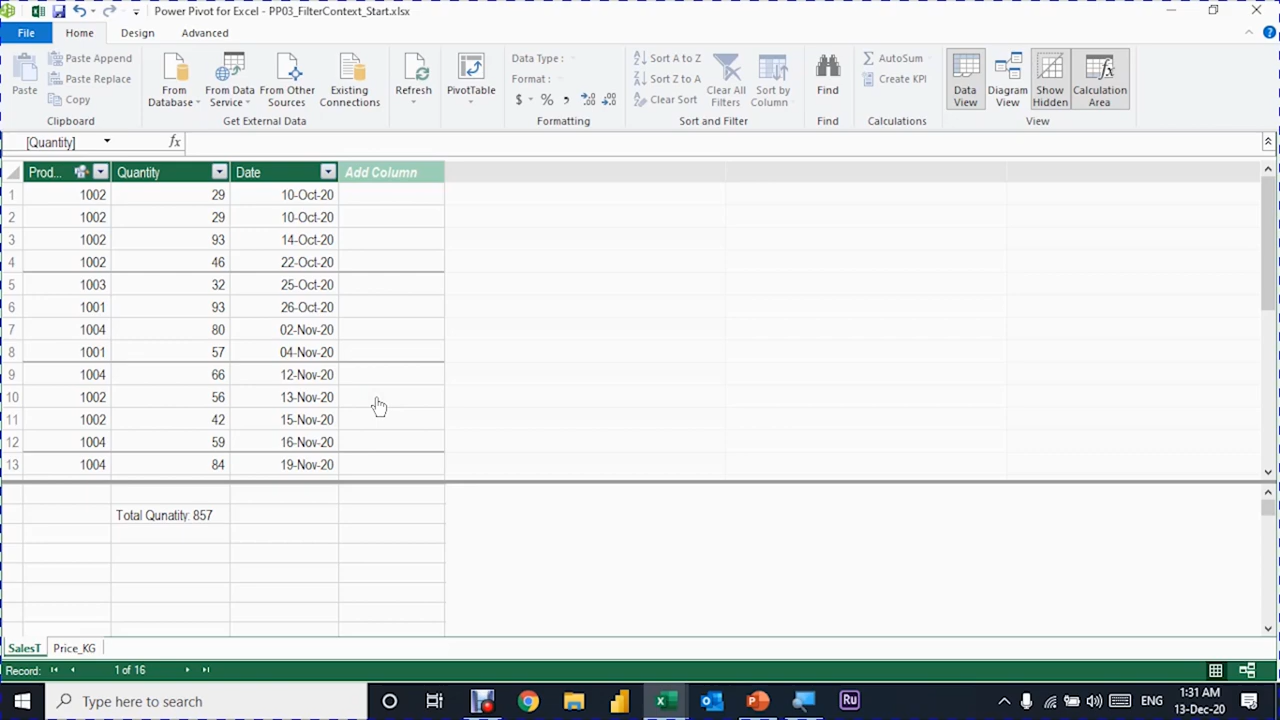 Power Pivot for Excel - PP03_FilterContext_Start.xlsx
File Home Design Advanced
Paste
Paste Append
Paste Replace
Copy
Clipboard
From Database
From Data Service
From Other Sources
Existing Connections
Get External Data
Refresh
PivotTable
Data Type :
Format :
$ % ,
Formatting
Sort A to Z
Sort Z to A
Clear Sort
Clear All Filters
Sort by Column
Sort and Filter
Find
Find
AutoSum
Create KPI
Calculations
Data View
Diagram View
Show Hidden
Calculation Area
View
[Quantity] fx
Prod... Quantity Date Add Column
1 1002 29 10-Oct-20
2 1002 29 10-Oct-20
3 1002 93 14-Oct-20
4 1002 46 22-Oct-20
5 1003 32 25-Oct-20
6 1001 93 26-Oct-20
7 1004 80 02-Nov-20
8 1001 57 04-Nov-20
9 1004 66 12-Nov-20
10 1002 56 13-Nov-20
11 1002 42 15-Nov-20
12 1004 59 16-Nov-20
13 1004 84 19-Nov-20
Total Qunatity: 857
SalesT Price_KG
Record: 1 of 16
Type here to search
Ru
ENG
1:31 AM
13-Dec-20